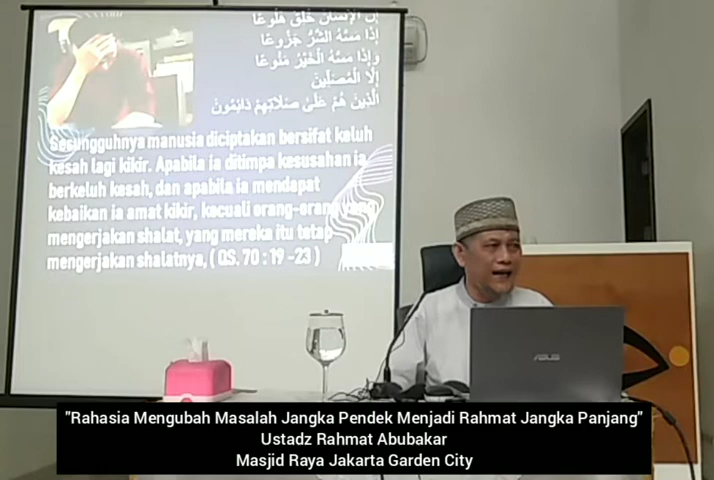 إِنَّ الْإِنْسَانَ خُلِقَ هَلُوعًا
إِذَا مَسَّهُ الشَّرُّ جَزُوعًا
وَإِذَا مَسَّهُ الْخَيْرُ مَنُوعًا
إِلَّا الْمُصَلِّينَ
الَّذِينَ هُمْ عَلَىٰ صَلَاتِهِمْ دَائِمُونَ
Sesungguhnya manusia diciptakan bersifat keluh
kesah lagi kikir. Apabila ia ditimpa kesusahan ia
berkeluh kesah, dan apabila ia mendapat
kebaikan ia amat kikir, kecuali orang-orang yang
mengerjakan shalat, yang mereka itu tetap
mengerjakan shalatnya, ( QS. 70 : 19 -23 )
ASUS
"Rahasia Mengubah Masalah Jangka Pendek Menjadi Rahmat Jangka Panjang"
Ustadz Rahmat Abubakar
Masjid Raya Jakarta Garden City